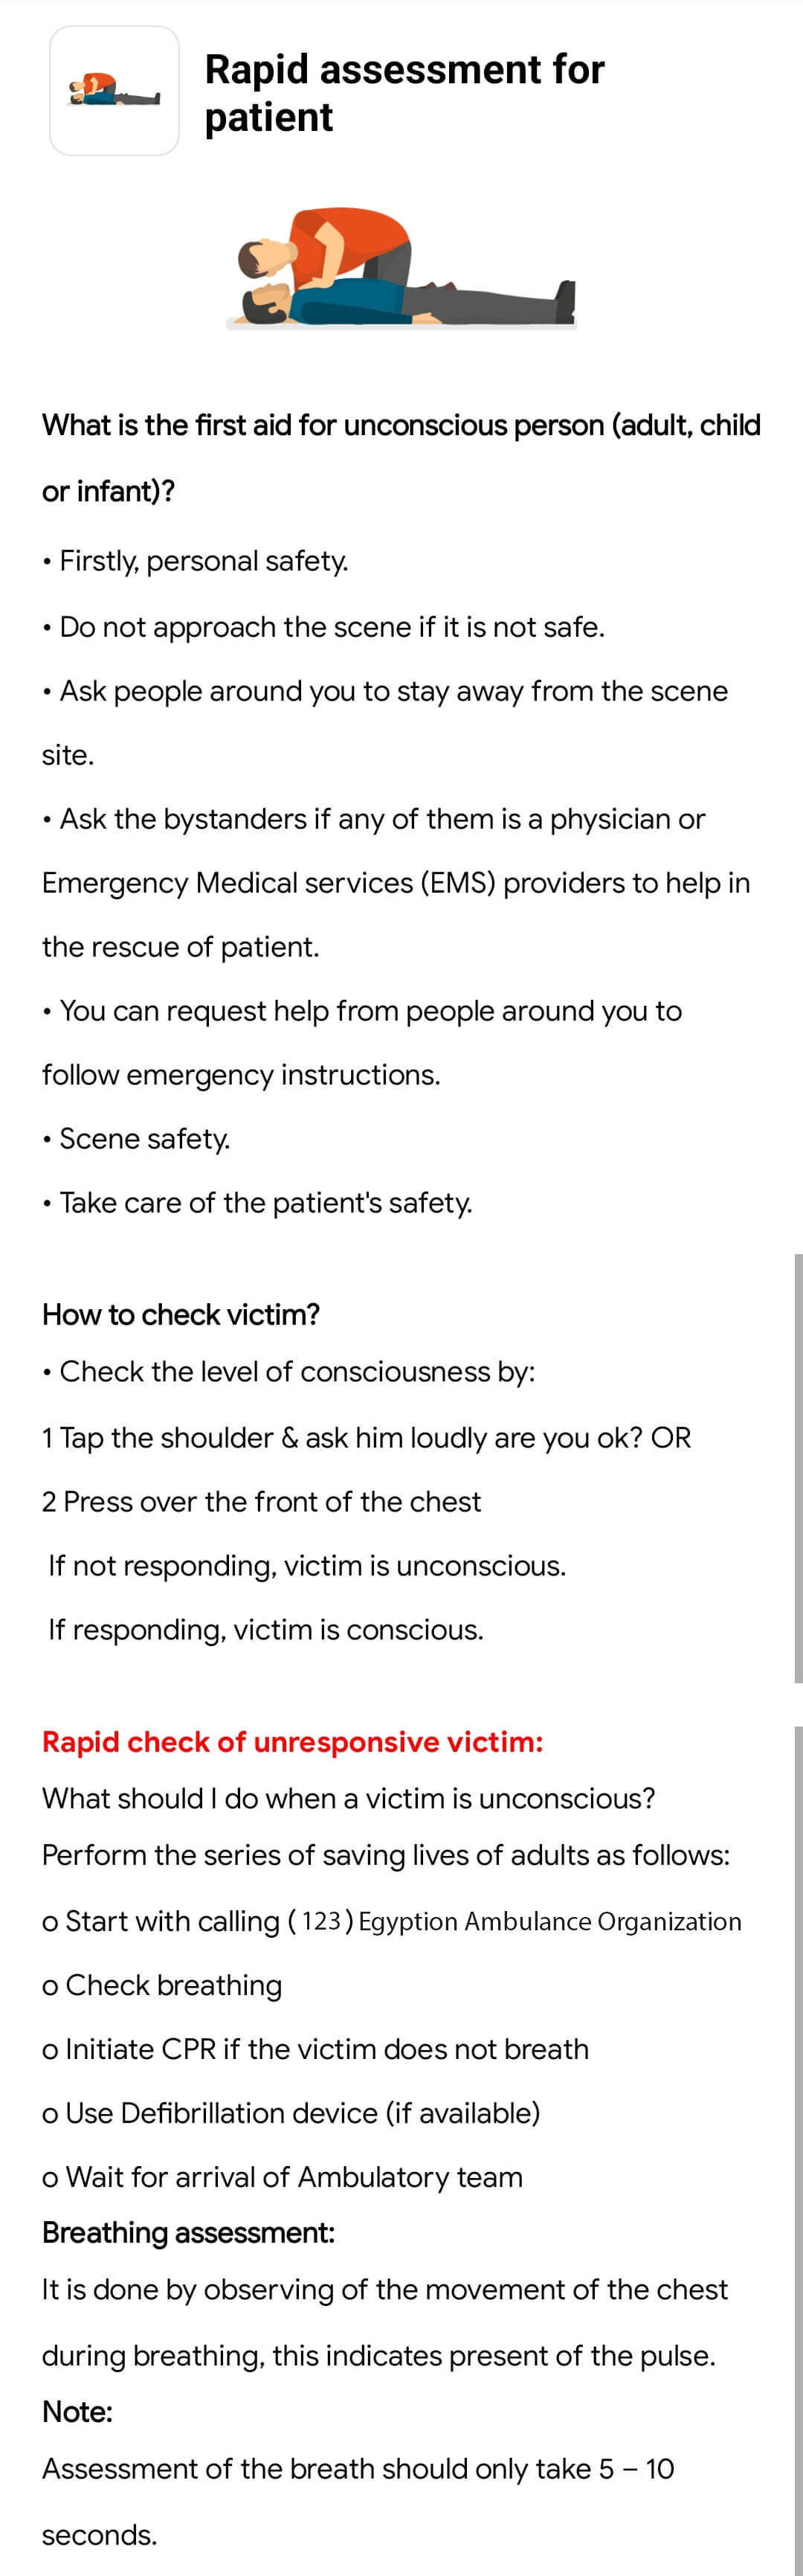 Rapid assessment for
patient
What is the first aid for unconscious person (adult, child
or infant)?
• Firstly, personal safety.
• Do not approach the scene if it is not safe.
• Ask people around you to stay away from the scene
site.
• Ask the bystanders if any of them is a physician or
Emergency Medical services (EMS) providers to help in
the rescue of patient.
• You can request help from people around you to
follow emergency instructions.
• Scene safety.
• Take care of the patient's safety.
How to check victim?
• Check the level of consciousness by:
1 Tap the shoulder & ask him loudly are you ok? OR
2 Press over the front of the chest
If not responding, victim is unconscious.
If responding, victim is conscious.
Rapid check of unresponsive victim:
What should I do when a victim is unconscious?
Perform the series of saving lives of adults as follows:
o Start with calling ( 123 ) Egyption Ambulance Organization
o Check breathing
o Initiate CPR if the victim does not breath
o Use Defibrillation device (if available)
o Wait for arrival of Ambulatory team
Breathing assessment:
It is done by observing of the movement of the chest
during breathing, this indicates present of the pulse.
Note:
Assessment of the breath should only take 5 – 10
seconds.